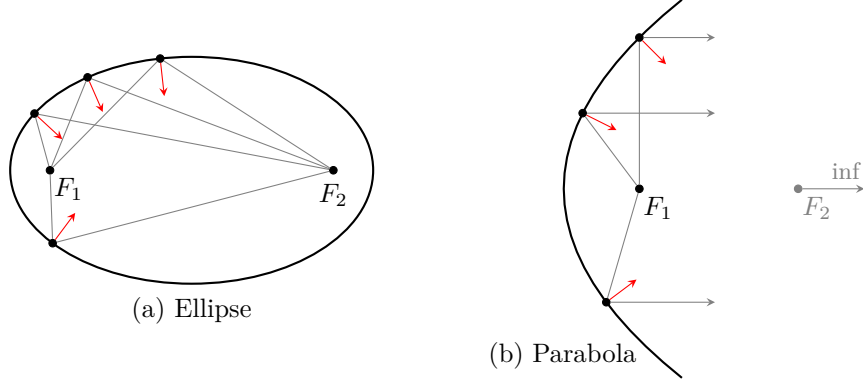 F₁
F₂
(a) Ellipse
F₁
inf
F₂
(b) Parabola